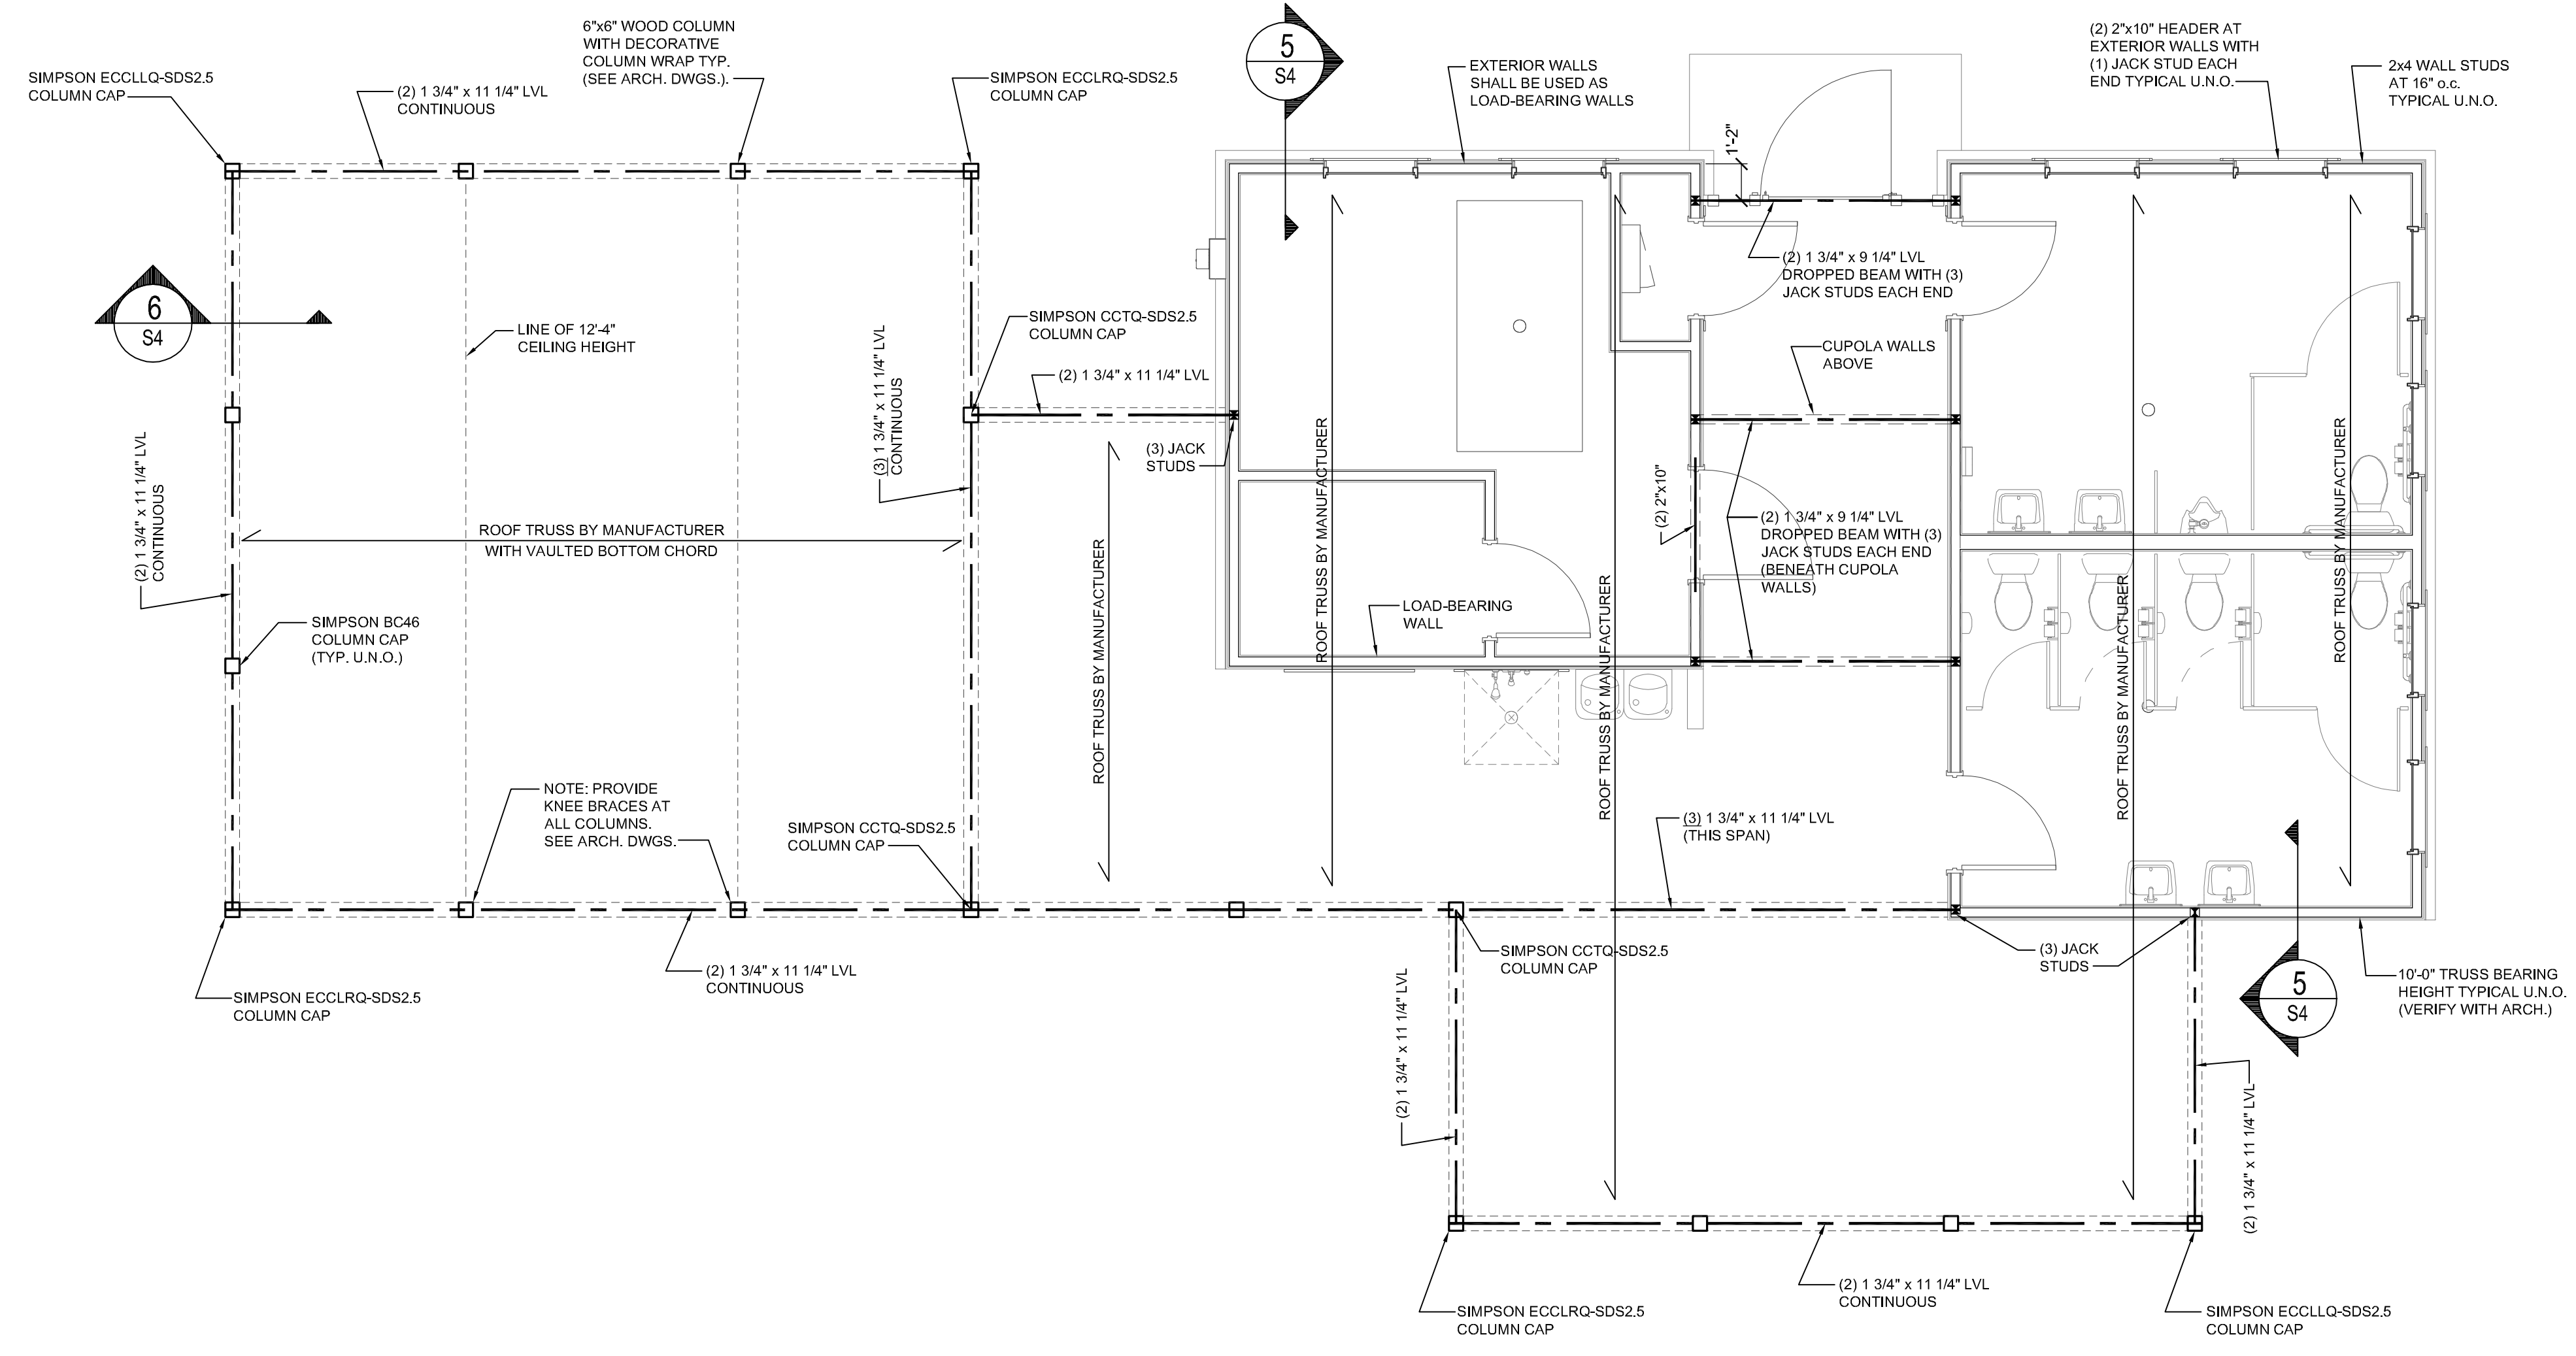 6"x6" WOOD COLUMN
WITH DECORATIVE
COLUMN WRAP TYP.
(SEE ARCH. DWGS.).
SIMPSON ECCLLQ-SDS2.5
COLUMN CAP
(2) 1 3/4" x 11 1/4" LVL
CONTINUOUS
SIMPSON ECCLRQ-SDS2.5
COLUMN CAP
5
S4
EXTERIOR WALLS
SHALL BE USED AS
LOAD-BEARING WALLS
1'-2"
(2) 2"x10" HEADER AT
EXTERIOR WALLS WITH
(1) JACK STUD EACH
END TYPICAL U.N.O.
2x4 WALL STUDS
AT 16" o.c.
TYPICAL U.N.O.
6
S4
LINE OF 12'-4"
CEILING HEIGHT
(3) 1 3/4" x 11 1/4" LVL
CONTINUOUS
SIMPSON CCTQ-SDS2.5
COLUMN CAP
(2) 1 3/4" x 11 1/4" LVL
(3) JACK
STUDS
(2) 1 3/4" x 9 1/4" LVL
DROPPED BEAM WITH (3)
JACK STUDS EACH END
CUPOLA WALLS
ABOVE
(2) 1 3/4" x 11 1/4" LVL
CONTINUOUS
ROOF TRUSS BY MANUFACTURER
WITH VAULTED BOTTOM CHORD
ROOF TRUSS BY MANUFACTURER
ROOF TRUSS BY MANUFACTURER
ROOF TRUSS BY MANUFACTURER
(2) 2"x10"
(2) 1 3/4" x 9 1/4" LVL
DROPPED BEAM WITH (3)
JACK STUDS EACH END
(BENEATH CUPOLA
WALLS)
ROOF TRUSS BY MANUFACTURER
ROOF TRUSS BY MANUFACTURER
LOAD-BEARING
WALL
SIMPSON BC46
COLUMN CAP
(TYP. U.N.O.)
NOTE: PROVIDE
KNEE BRACES AT
ALL COLUMNS.
SEE ARCH. DWGS.
SIMPSON CCTQ-SDS2.5
COLUMN CAP
(3) 1 3/4" x 11 1/4" LVL
(THIS SPAN)
SIMPSON ECCLRQ-SDS2.5
COLUMN CAP
(2) 1 3/4" x 11 1/4" LVL
CONTINUOUS
SIMPSON CCTQ-SDS2.5
COLUMN CAP
(3) JACK
STUDS
5
S4
10'-0" TRUSS BEARING
HEIGHT TYPICAL U.N.O.
(VERIFY WITH ARCH.)
(2) 1 3/4" x 11 1/4" LVL
(2) 1 3/4" x 11 1/4" LVL
SIMPSON ECCLRQ-SDS2.5
COLUMN CAP
(2) 1 3/4" x 11 1/4" LVL
CONTINUOUS
SIMPSON ECCLLQ-SDS2.5
COLUMN CAP